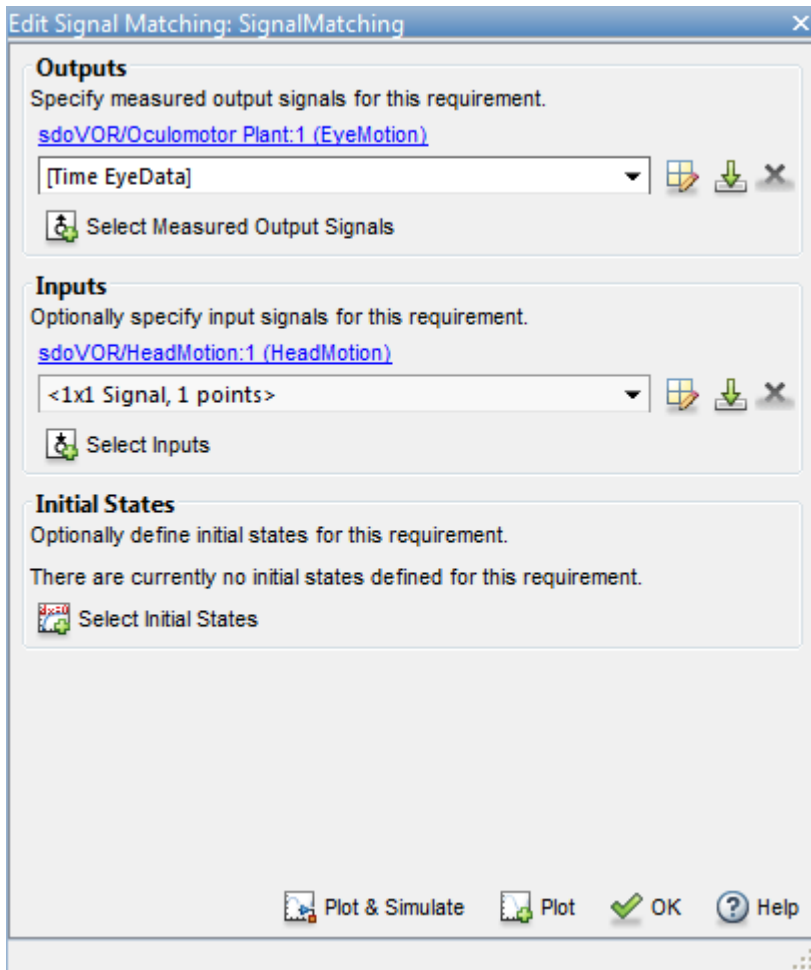 Edit Signal Matching: SignalMatching
Outputs
Specify measured output signals for this requirement.
sdoVOR/Oculomotor Plant:1 (EyeMotion)
[Time EyeData]
Select Measured Output Signals
Inputs
Optionally specify input signals for this requirement.
sdoVOR/HeadMotion:1 (HeadMotion)
<1x1 Signal, 1 points>
Select Inputs
Initial States
Optionally define initial states for this requirement.
There are currently no initial states defined for this requirement.
Select Initial States
Plot & Simulate Plot OK Help